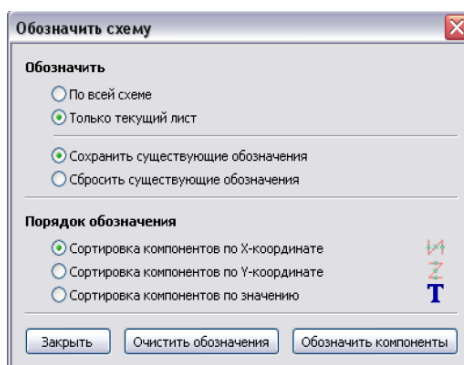 Обозначить схему
Обозначить
По всей схеме
Только текущий лист
Сохранить существующие обозначения
Сбросить существующие обозначения
Порядок обозначения
Сортировка компонентов по X-координате
Сортировка компонентов по Y-координате
Сортировка компонентов по значению
T
Закрыть Очистить обозначения Обозначить компоненты